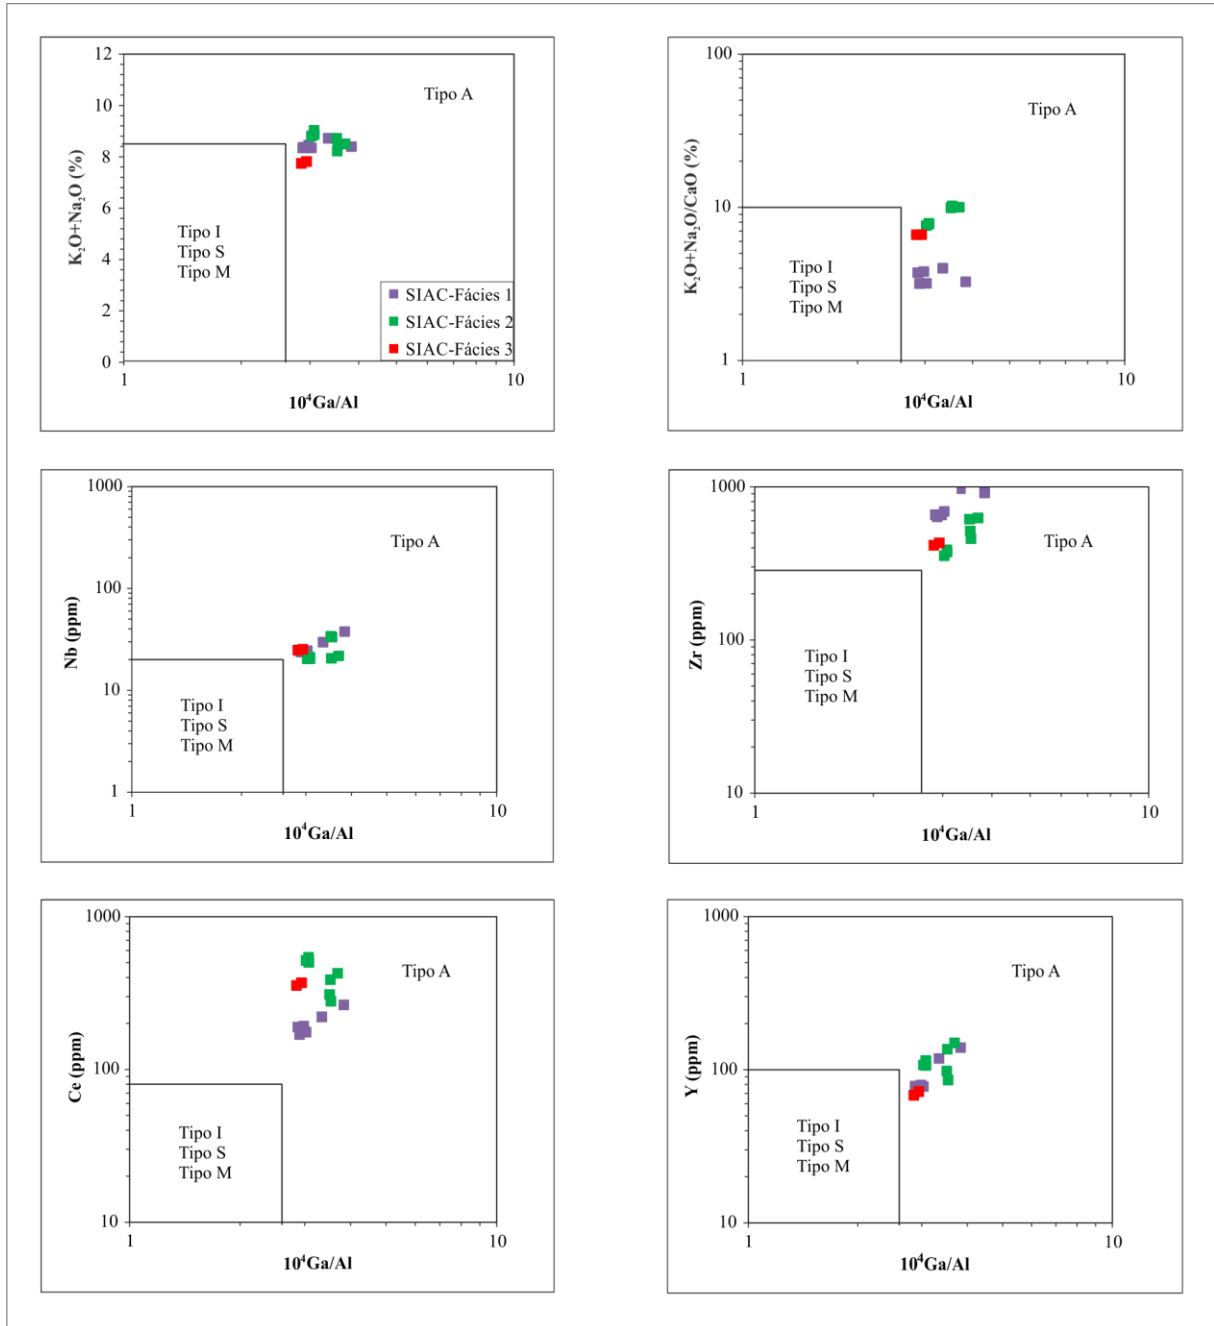 12
10
8
6
4
2
0
K₂O+Na₂O (%)
Tipo A
Tipo I
Tipo S
Tipo M
SIAC-Fácies 1
SIAC-Fácies 2
SIAC-Fácies 3
1
10
10⁴Ga/Al
100
10
1
K₂O+Na₂O/CaO (%)
Tipo A
Tipo I
Tipo S
Tipo M
1
10
10⁴Ga/Al
1000
100
10
1
Nb (ppm)
Tipo A
Tipo I
Tipo S
Tipo M
1
10
10⁴Ga/Al
1000
100
10
Zr (ppm)
Tipo A
Tipo I
Tipo S
Tipo M
1
10
10⁴Ga/Al
1000
100
10
Ce (ppm)
Tipo A
Tipo I
Tipo S
Tipo M
1
10
10⁴Ga/Al
1000
100
10
Y (ppm)
Tipo A
Tipo I
Tipo S
Tipo M
1
10
10⁴Ga/Al